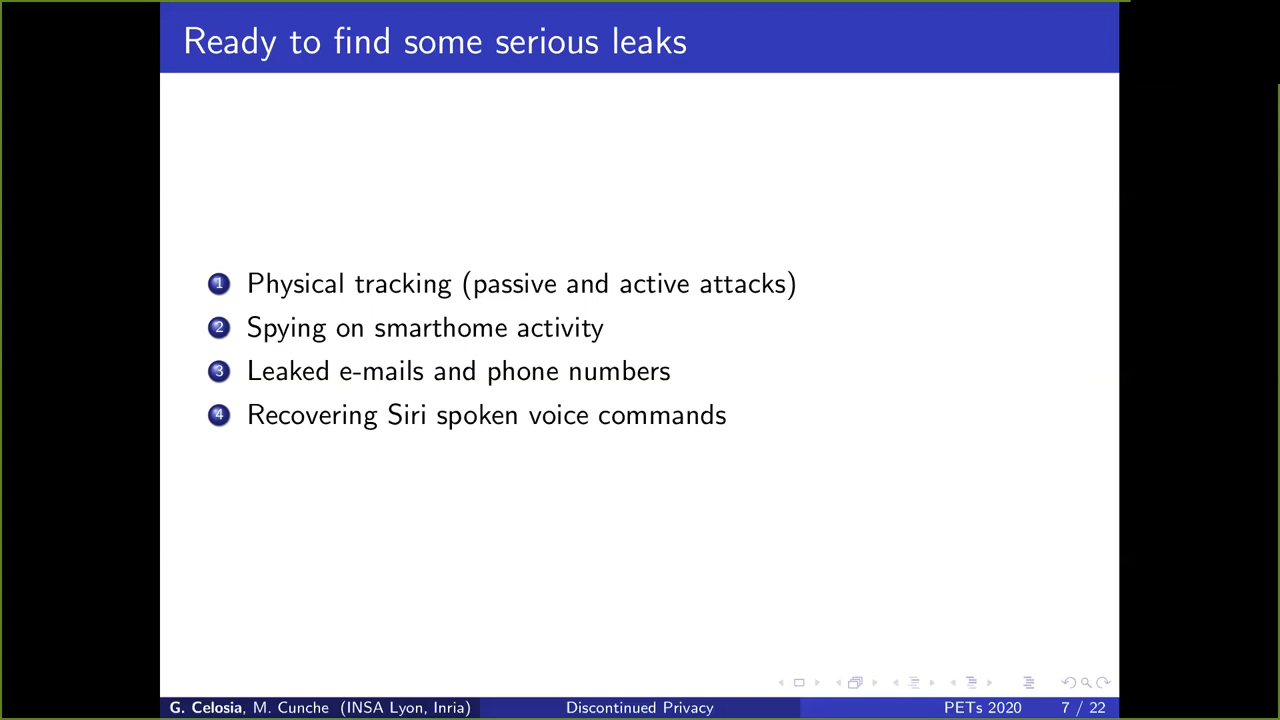 Ready to find some serious leaks
1 Physical tracking (passive and active attacks)
2 Spying on smarthome activity
3 Leaked e-mails and phone numbers
4 Recovering Siri spoken voice commands
G. Celosia, M. Cunche (INSA Lyon, Inria) Discontinued Privacy PETs 2020 7 / 22